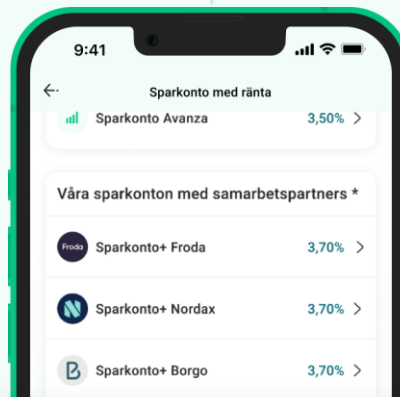 9:41
Sparkonto med ränta
Sparkonto Avanza 3,50%
Våra sparkonton med samarbetspartners *
Froda Sparkonto+ Froda 3,70%
Sparkonto+ Nordax 3,70%
Sparkonto+ Borgo 3,70%